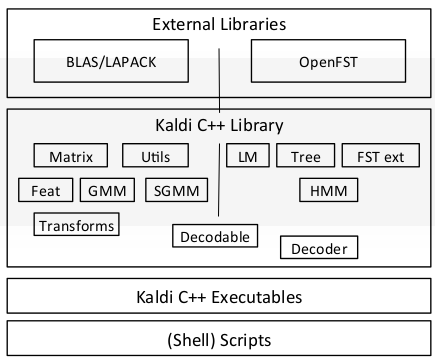 External Libraries
BLAS/LAPACK OpenFST
Kaldi C++ Library
Matrix Utils LM Tree FST ext
Feat GMM SGMM HMM
Transforms
Decodable
Decoder
Kaldi C++ Executables
(Shell) Scripts